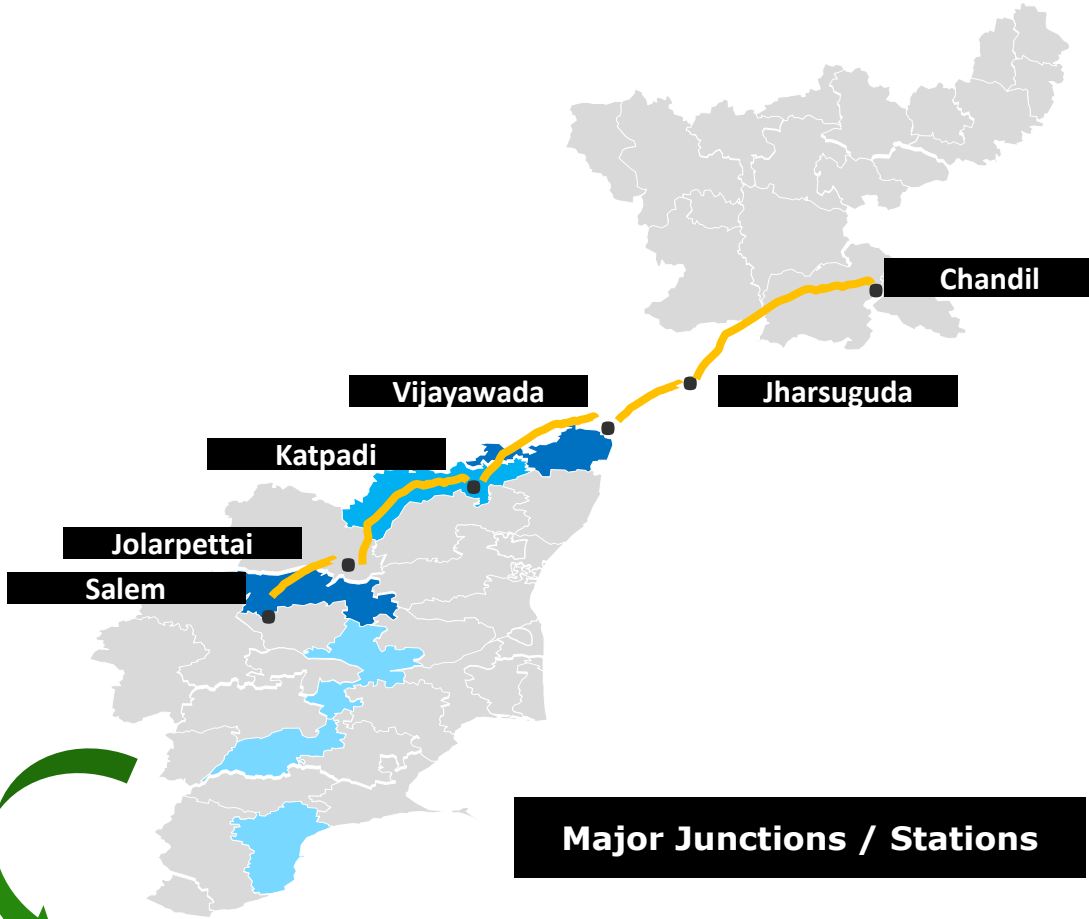 Chandil
Vijayawada
Jharsuguda
Katpadi
Jolarpettai
Salem
Major Junctions / Stations